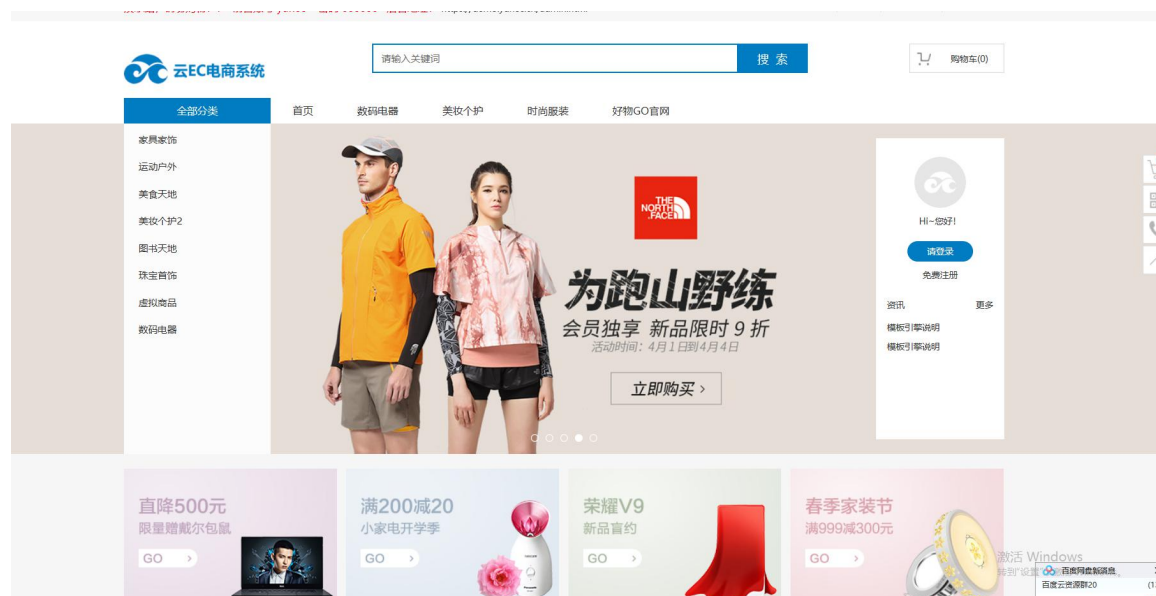 云EC电商系统
请输入关键词
搜 索
购物车(0)
全部分类
首页
数码电器
美妆个护
时尚服装
好物GO官网
家具家饰
运动户外
美食天地
美妆个护2
图书天地
珠宝首饰
虚拟商品
数码电器
THE
NORTH
FACE
为跑山野练
会员独享 新品限时 9 折
活动时间：4月1日到4月4日
立即购买 >
Hi~您好!
请登录
免费注册
资讯
更多
模板引擎说明
模板引擎说明
直降500元
限量赠戴尔包鼠
GO >
满200减20
小家电开学季
GO >
荣耀V9
新品盲约
GO >
春季家装节
满999减300元
GO >
激活 Windows
转到"设置"
百度网盘新消息
百度云资源群20